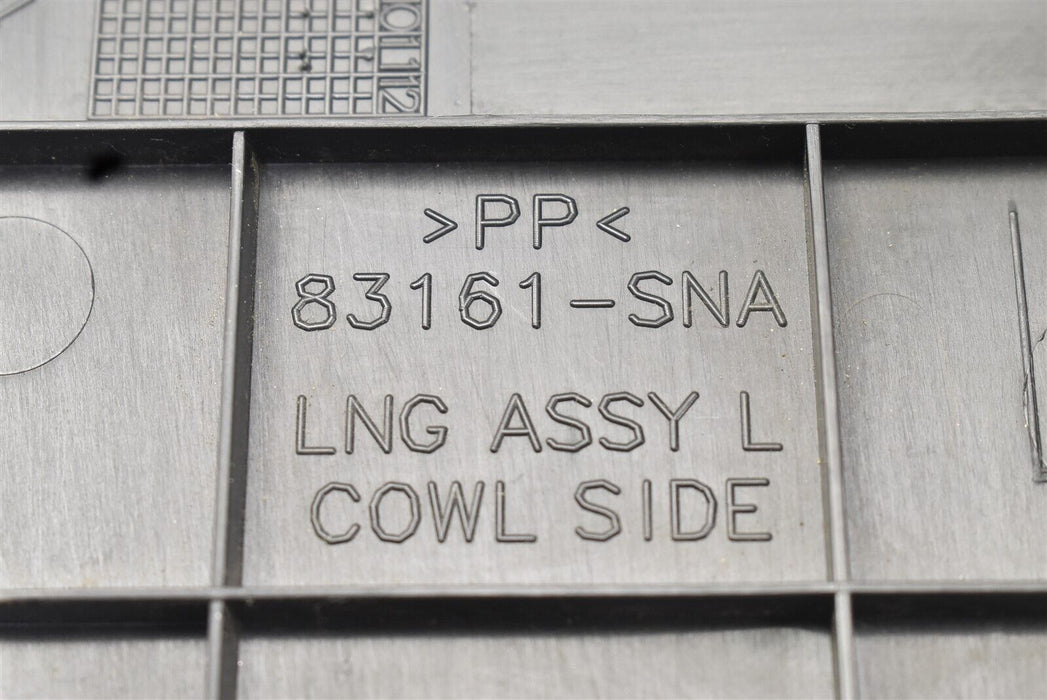 >PP<
83161-SNA
LNG ASSY L
COWL SIDE